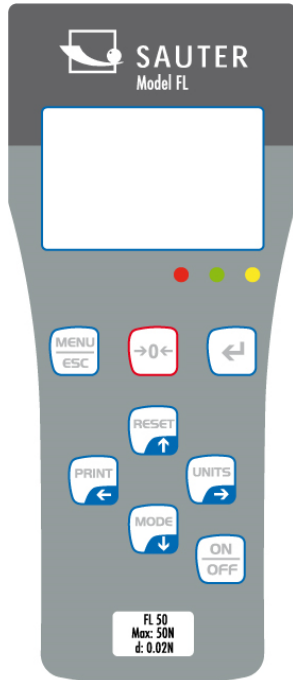 SAUTER
Model FL
MENU
ESC
→0←
RESET
↑
PRINT
←
UNITS
→
MODE
↓
ON
OFF
FL 50
Max: 50N
d: 0.02N